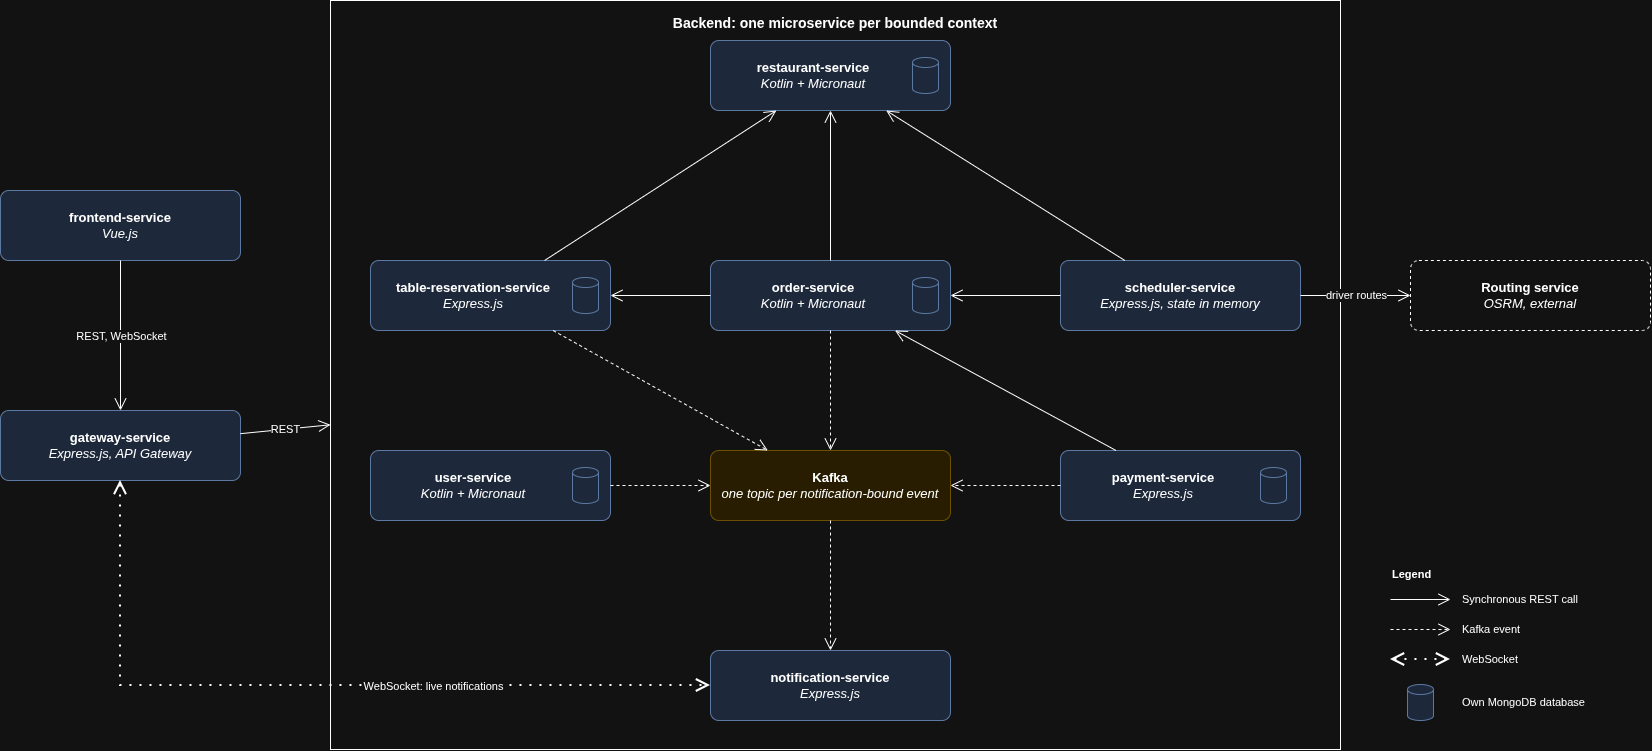 Backend: one microservice per bounded context
restaurant-service
Kotlin + Micronaut
frontend-service
Vue.js
table-reservation-service
Express.js
order-service
Kotlin + Micronaut
scheduler-service
Express.js, state in memory
driver routes
Routing service
OSRM, external
REST, WebSocket
gateway-service
Express.js, API Gateway
REST
user-service
Kotlin + Micronaut
Kafka
one topic per notification-bound event
payment-service
Express.js
notification-service
Express.js
WebSocket: live notifications
Legend
Synchronous REST call
Kafka event
WebSocket
Own MongoDB database